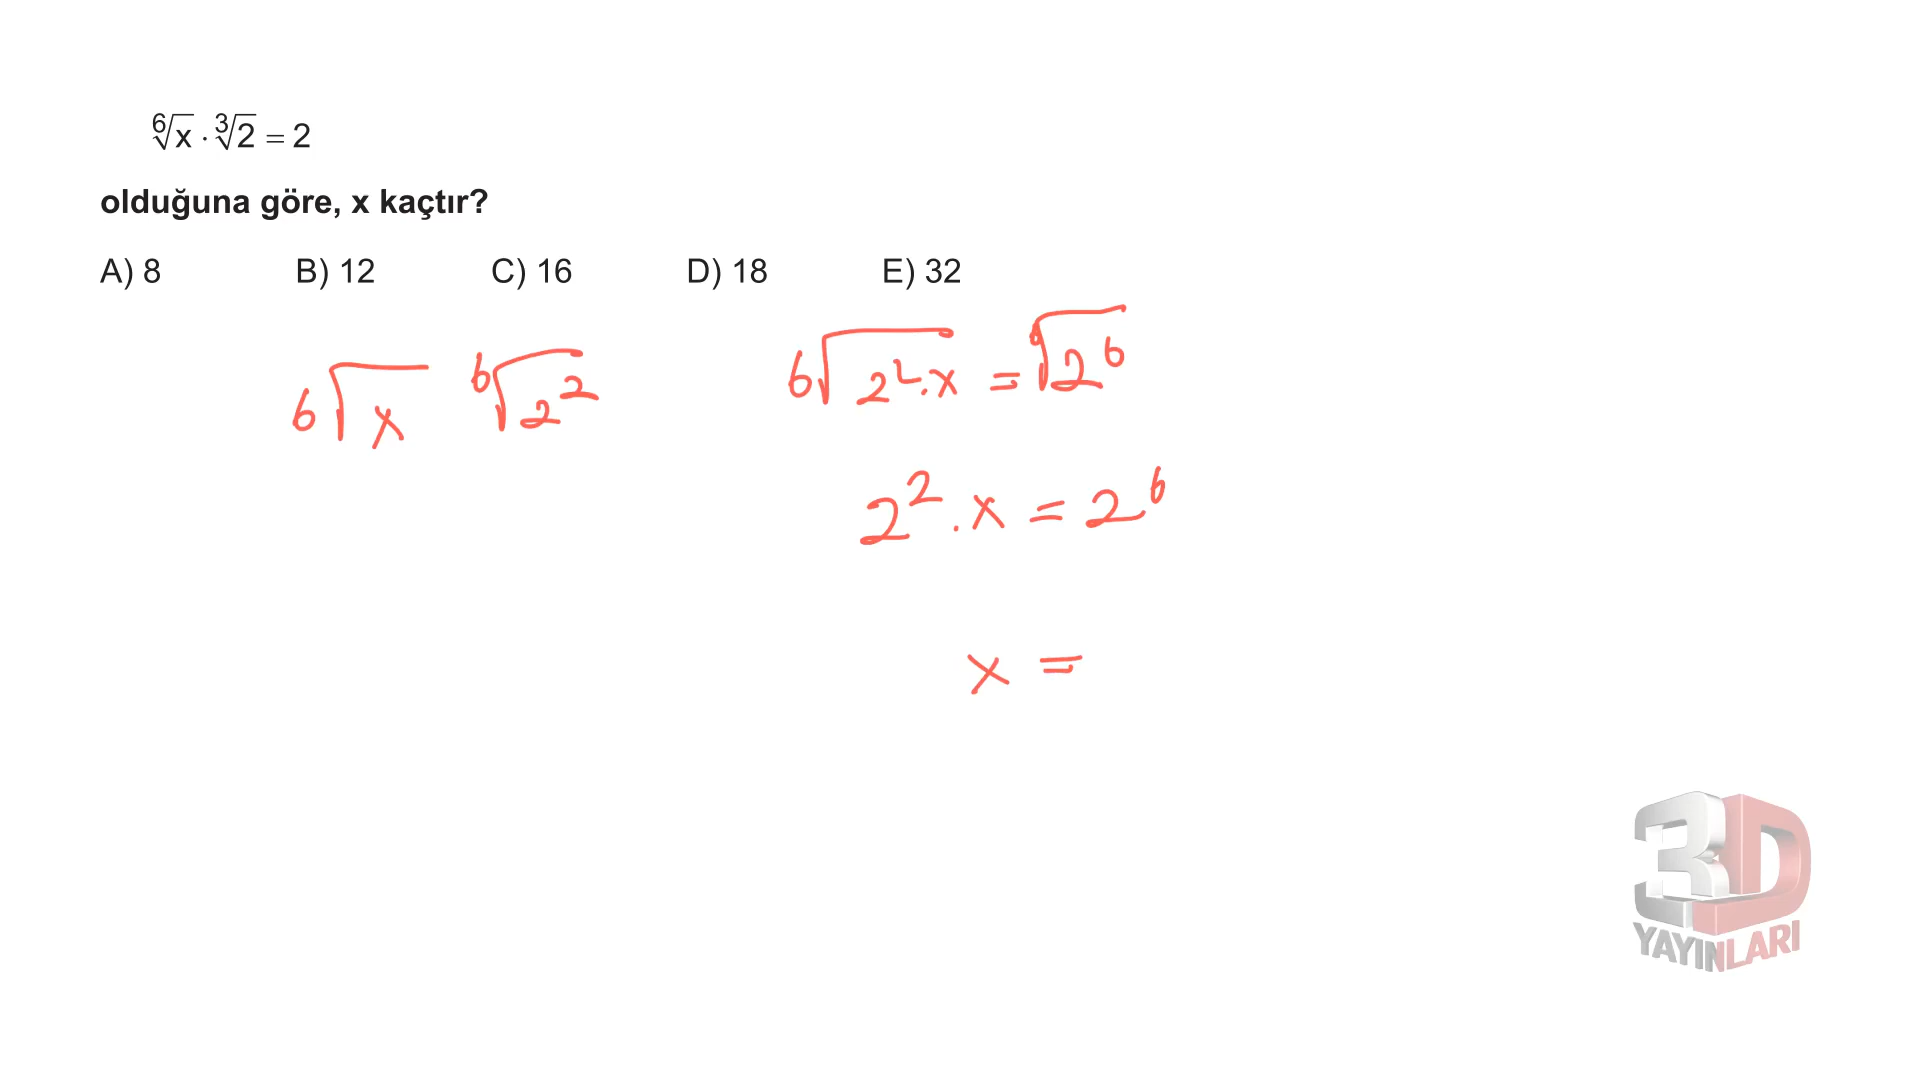 ⁶√x · ³√2 = 2
olduğuna göre, x kaçtır?
A) 8 B) 12 C) 16 D) 18 E) 32
⁶√x ⁶√2² ⁶√2².x = ⁶√2⁶
2² . x = 2⁶
x =
3D
YAYINLARI